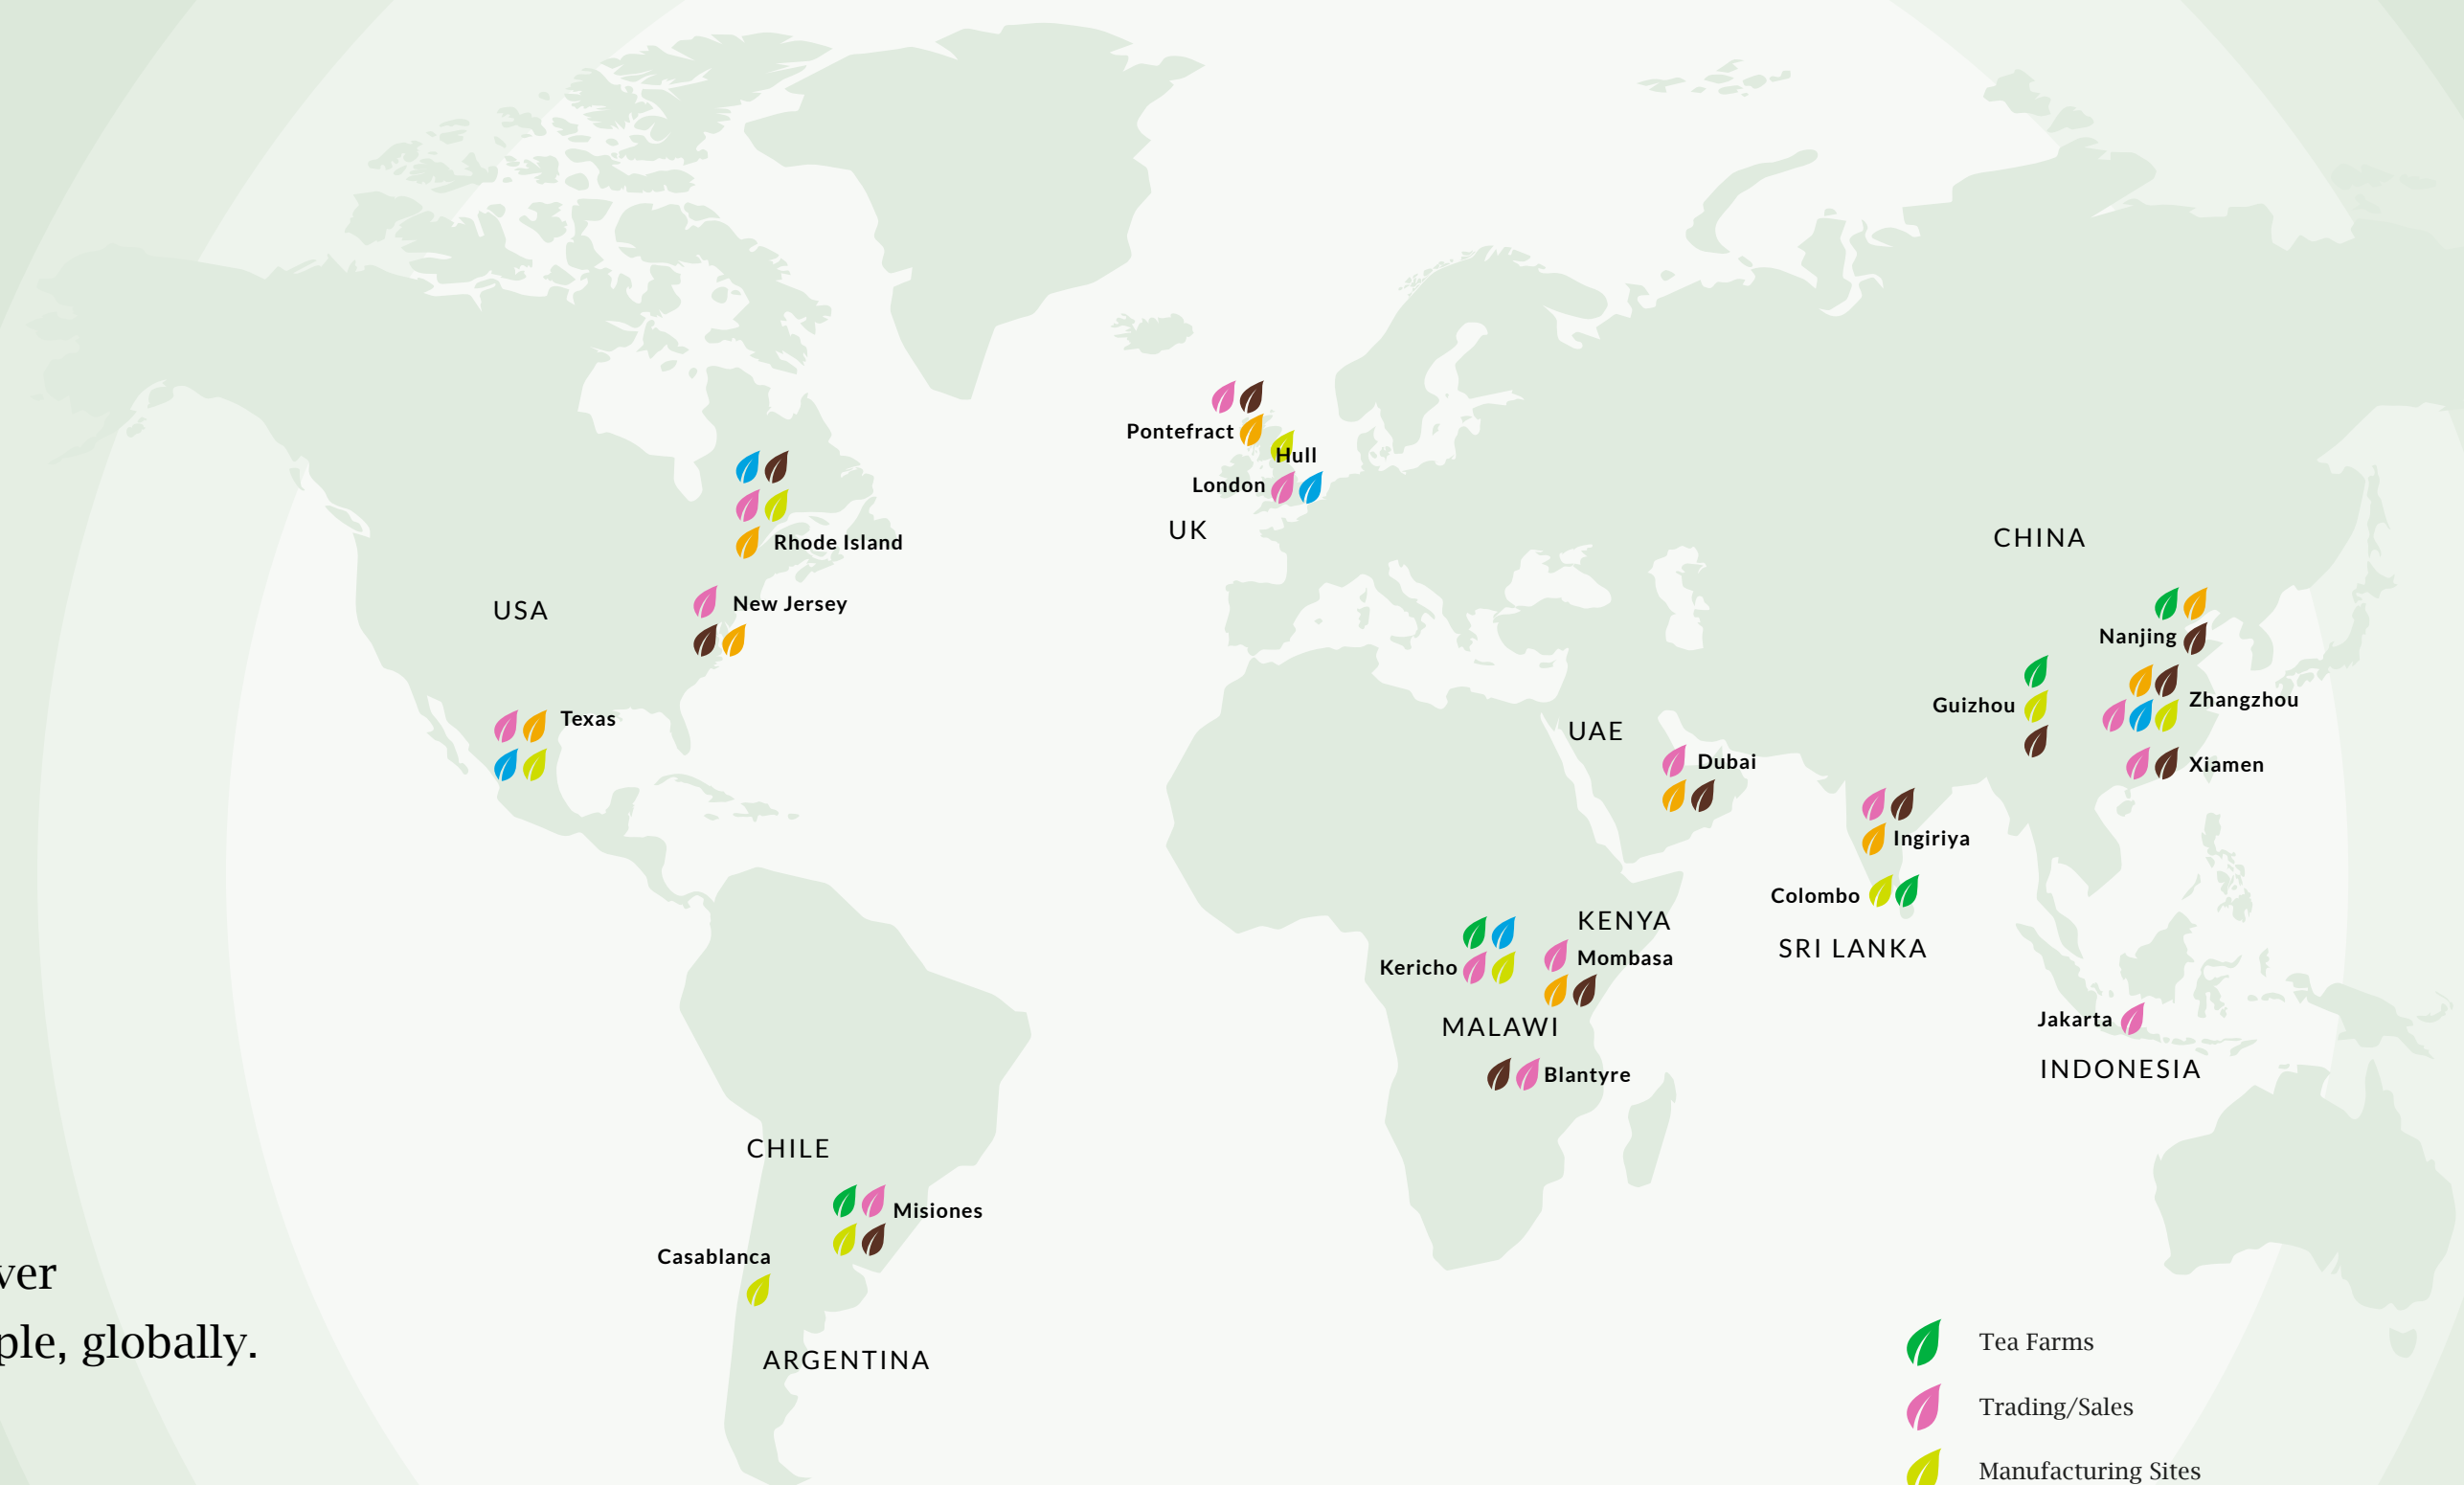 Pontefract
Hull
London
UK
CHINA
Rhode Island
New Jersey
USA
Nanjing
Guizhou
Zhangzhou
Texas
UAE
Dubai
Xiamen
Ingiriya
Colombo
KENYA
SRI LANKA
Kericho
Mombasa
MALAWI
Jakarta
INDONESIA
Blantyre
CHILE
Misiones
Casablanca
ver
ple, globally.
ARGENTINA
Tea Farms
Trading/Sales
Manufacturing Sites